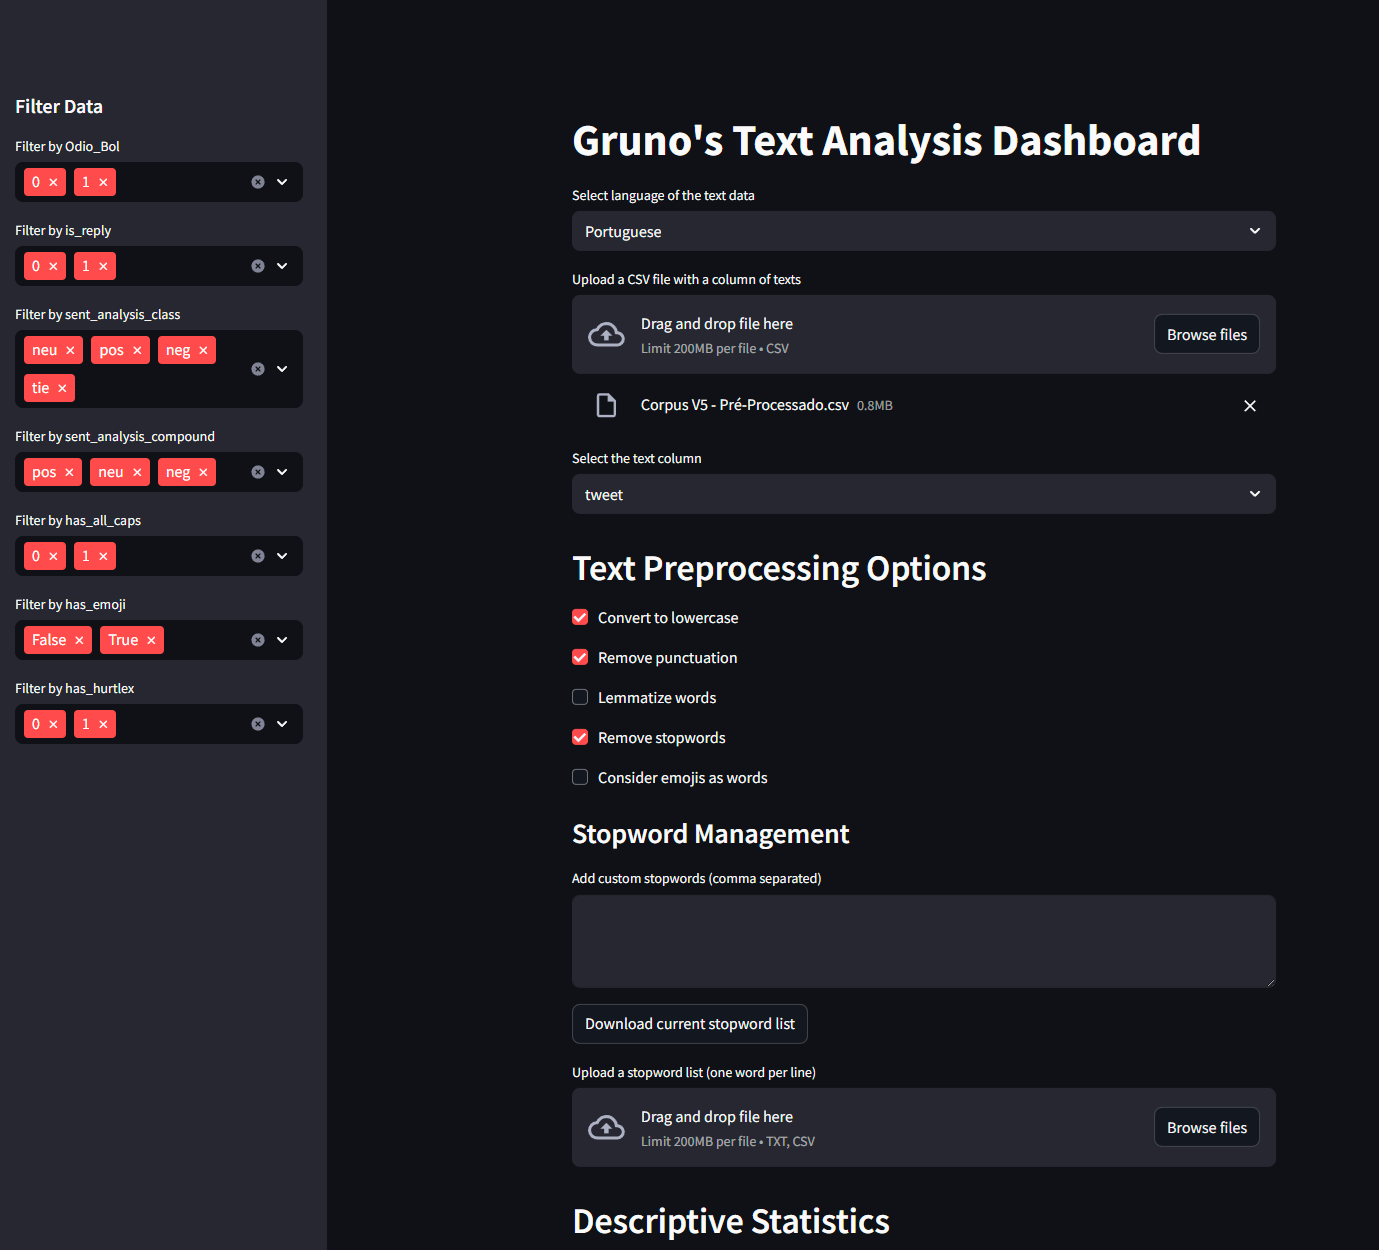 Filter Data
Filter by Odio_Bol
0 1
Filter by is_reply
0 1
Filter by sent_analysis_class
neu pos neg
tie
Filter by sent_analysis_compound
pos neu neg
Filter by has_all_caps
0 1
Filter by has_emoji
False True
Filter by has_hurtlex
0 1
Gruno's Text Analysis Dashboard
Select language of the text data
Portuguese
Upload a CSV file with a column of texts
Drag and drop file here
Limit 200MB per file • CSV
Browse files
Corpus V5 - Pré-Processado.csv 0.8MB
Select the text column
tweet
Text Preprocessing Options
Convert to lowercase
Remove punctuation
Lemmatize words
Remove stopwords
Consider emojis as words
Stopword Management
Add custom stopwords (comma separated)
Download current stopword list
Upload a stopword list (one word per line)
Drag and drop file here
Limit 200MB per file • TXT, CSV
Browse files
Descriptive Statistics